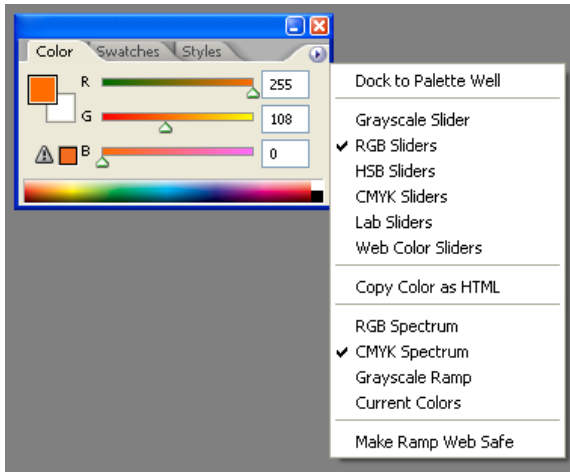 Color Swatches Styles
R 255
G 108
B 0
Dock to Palette Well
Grayscale Slider
RGB Sliders
HSB Sliders
CMYK Sliders
Lab Sliders
Web Color Sliders
Copy Color as HTML
RGB Spectrum
CMYK Spectrum
Grayscale Ramp
Current Colors
Make Ramp Web Safe